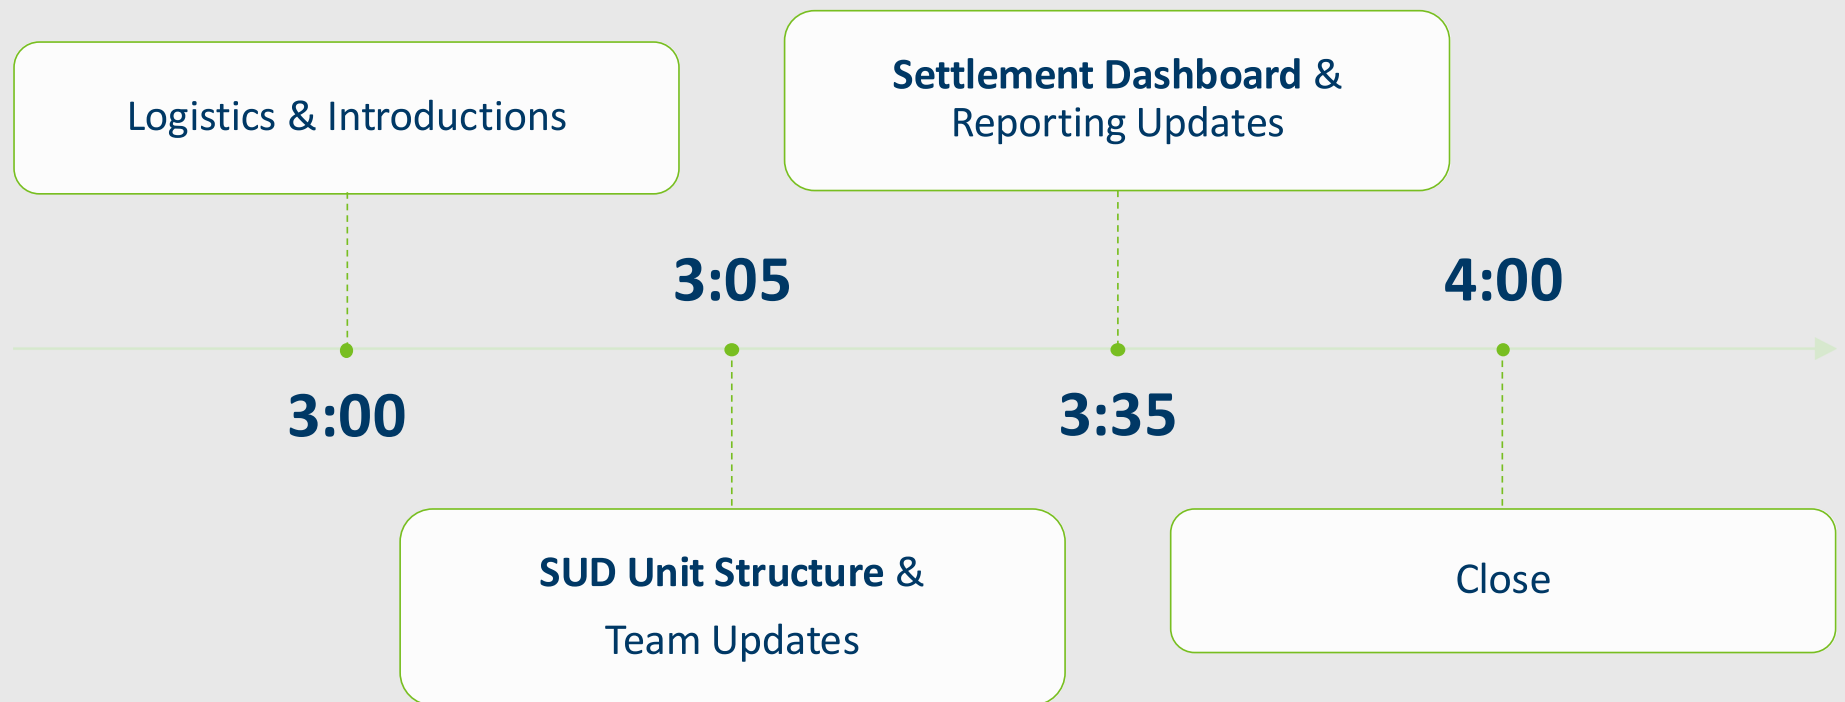 Logistics & Introductions
3:00
3:05
SUD Unit Structure &
Team Updates
Settlement Dashboard &
Reporting Updates
3:35
4:00
Close